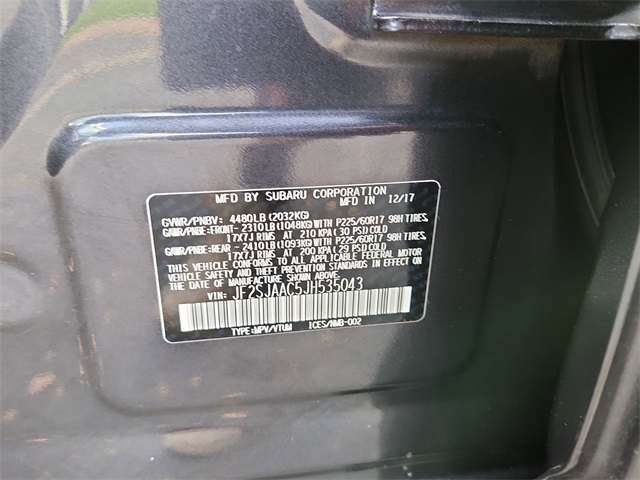 MFD BY SUBARU CORPORATION
MFD IN 12/17
GVWR/PNBV: 4480LB (2032KG)
GAWR/PNBE-FRONT- 2310LB (1048KG) WITH P225/60R17 98H TIRES.
17X7J RIMS AT 210 KPA (30 PSI) COLD
GAWR/PNBE-REAR -2410LB (1093KG) WITH P225/60R17 98H TIRES.
17X7J RIMS AT 200 KPA (29 PSI) COLD
THIS VEHICLE CONFORMS TO ALL APPLICABLE FEDERAL MOTOR
VEHICLE SAFETY AND THEFT PREVENTION STANDARDS IN EFFECT ON
THE DATE OF MANUFACTURE SHOWN ABOVE.
VIN: JF2SJAAC5JH535043
TYPE:MPV/VTUM ICES/NMB-002